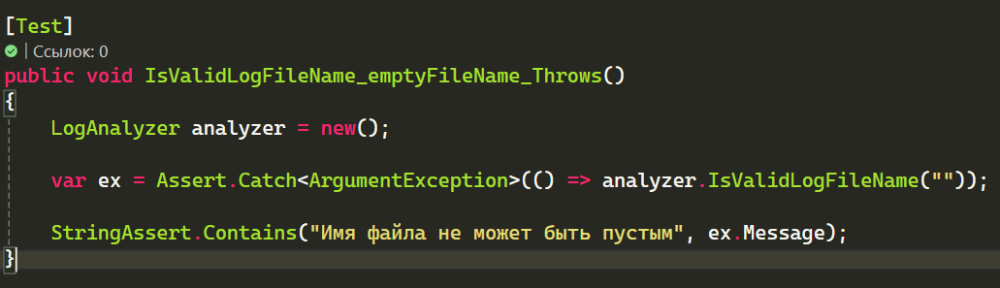 [Test]
| Ссылок: 0
public void IsValidLogFileName_emptyFileName_Throws()
{
LogAnalyzer analyzer = new();
var ex = Assert.Catch<ArgumentException>(() => analyzer.IsValidLogFileName(""));
StringAssert.Contains("Имя файла не может быть пустым", ex.Message);
}